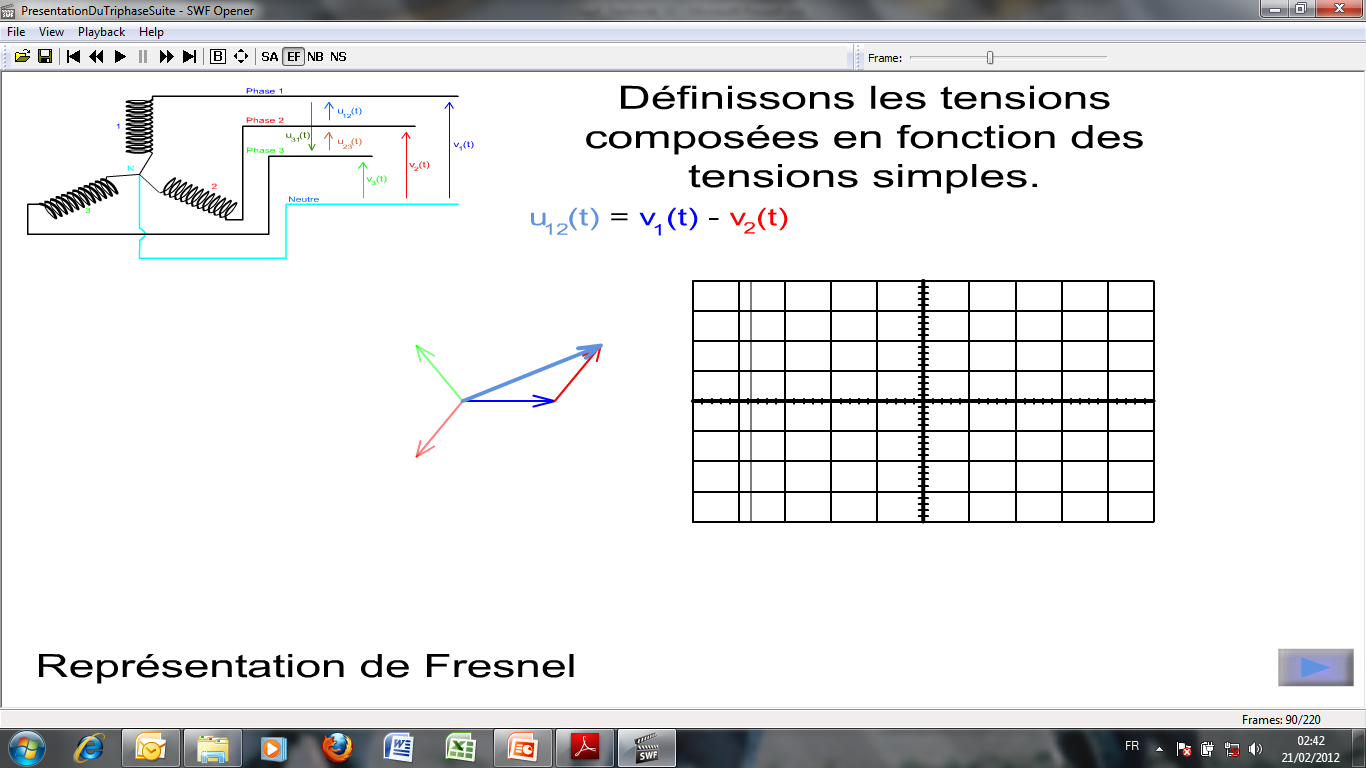 PresentationDuTriphaseSuite - SWF Opener
File View Playback Help
B SA EF NB NS
Frame:
Phase 1
u12(t)
1
Phase 2
u31(t)
u23(t)
v1(t)
Phase 3
v2(t)
N
v3(t)
2
3
Neutre
Définissons les tensions
composées en fonction des
tensions simples.
u12(t) = v1(t) - v2(t)
Représentation de Fresnel
Frames: 90/220
SWF
FR
02:42
21/02/2012